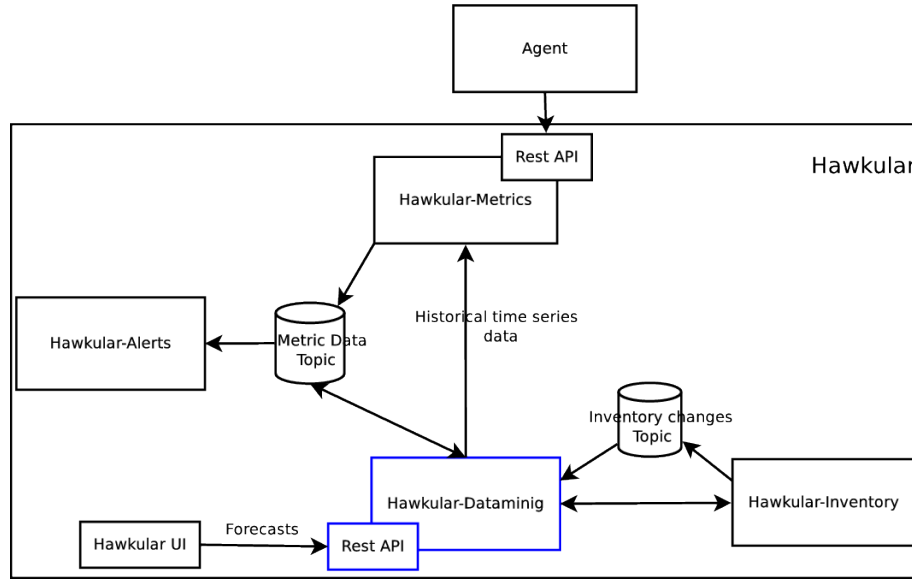 Agent
Rest API
Hawkular
Hawkular-Metrics
Historical time series
data
Hawkular-Alerts
Metric Data
Topic
Inventory changes
Topic
Hawkular-Dataminig
Hawkular-Inventory
Forecasts
Hawkular UI
Rest API